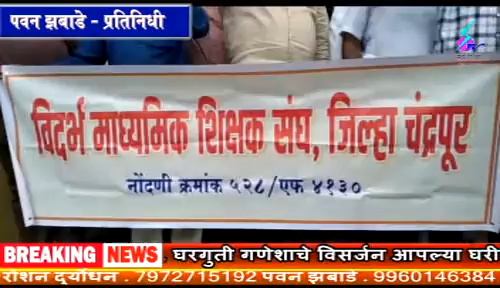 पवन झबाडे - प्रतिनिधी
विदर्भ माध्यमिक शिक्षक संघ, जिल्हा चंद्रपूर
नोंदणी क्रमांक ५२८/एफ ४१३०
BREAKING NEWS , घरगुती गणेशाचे विसर्जन आपल्या घरी
रोशन दुर्योधन . 7972715192 पवन झबाडे . 9960146384